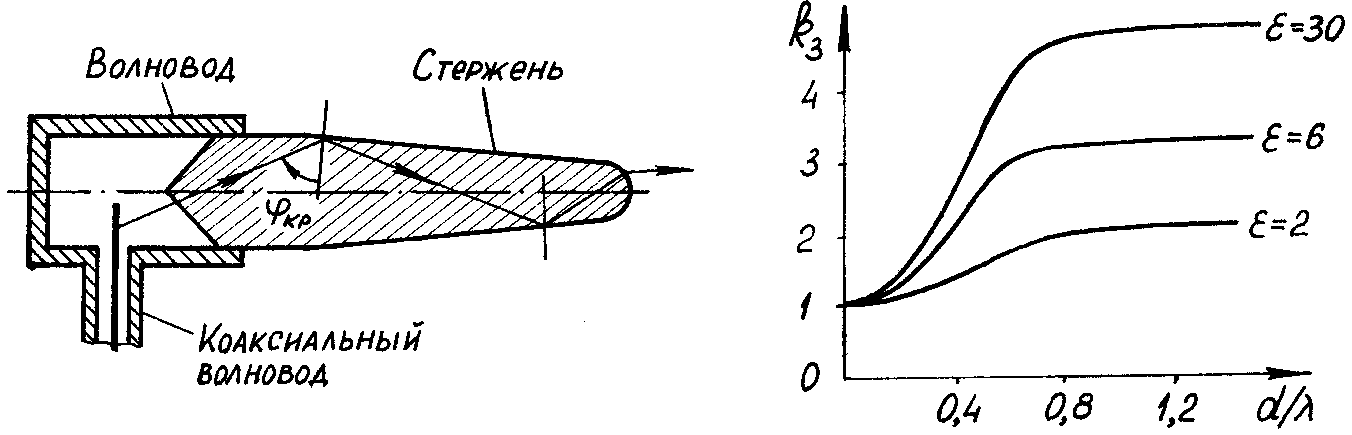 Волновод
Стержень
φкр
Коаксиальный
волновод
kз
4
3
2
1
0
0,4
0,8
1,2
d/λ
ε=30
ε=6
ε=2